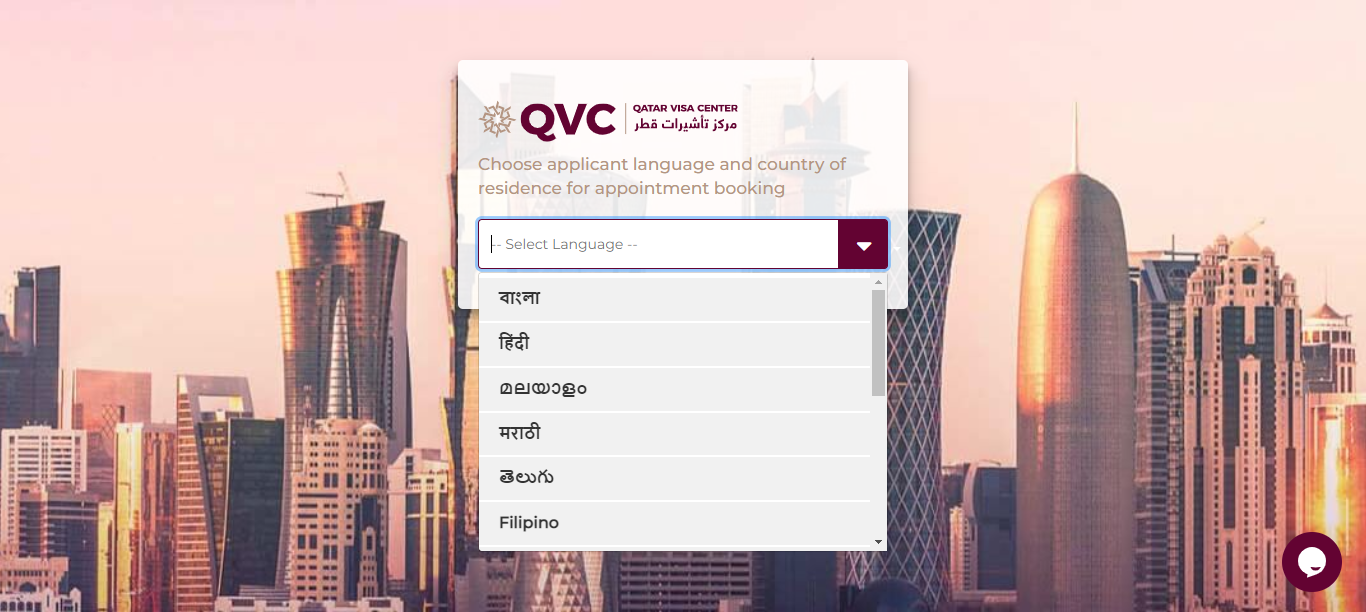 QVC
QATAR VISA CENTER
مركز تأشيرات قطر
Choose applicant language and country of
residence for appointment booking
-- Select Language --
বাংলা
हिंदी
മലയാളം
मराठी
తెలుగు
Filipino